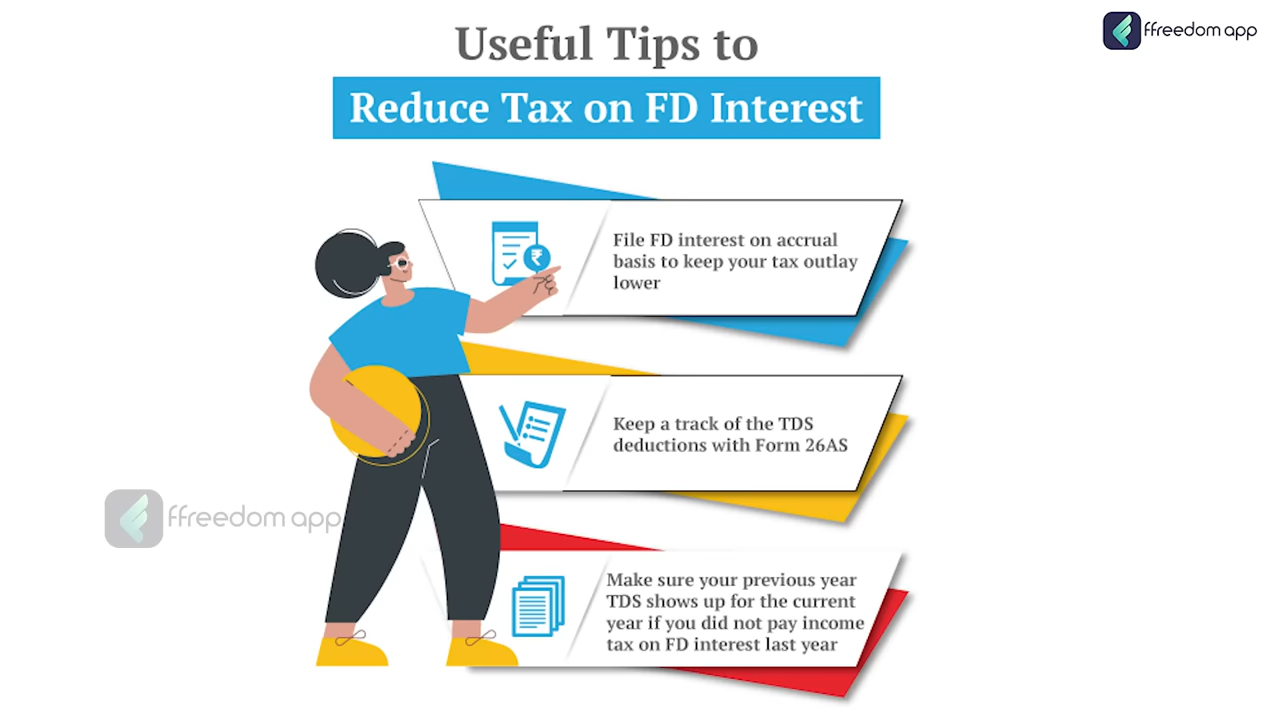 Useful Tips to
Reduce Tax on FD Interest
ffreedom app
File FD interest on accrual
basis to keep your tax outlay
lower
Keep a track of the TDS
deductions with Form 26AS
ffreedom app
Make sure your previous year
TDS shows up for the current
year if you did not pay income
tax on FD interest last year